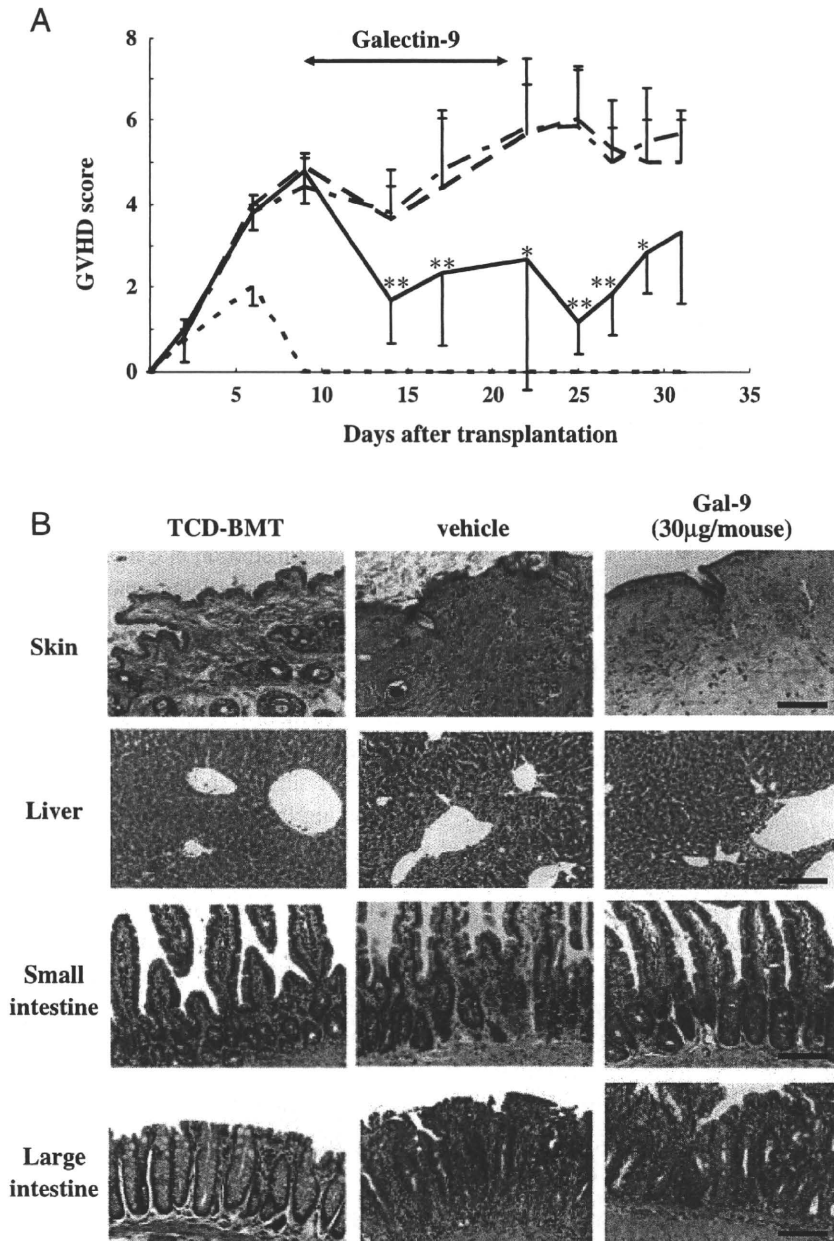 A
Galectin-9
GVHD score
8
6
4
2
0
** ** * ** ** *
5 10 15 20 25 30 35
Days after transplantation
B
TCD-BMT vehicle Gal-9
(30μg/mouse)
Skin
Liver
Small
intestine
Large
intestine